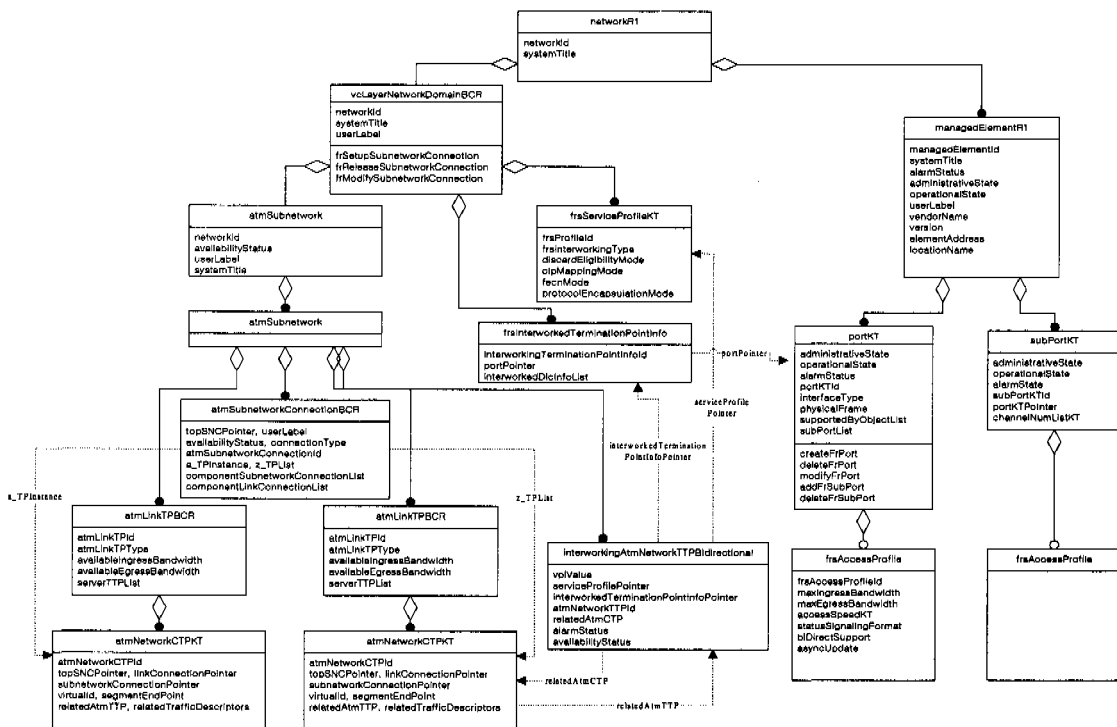 networkR1
networkId
systemTitle
vcLayerNetworkDomainBCR
networkId
systemTitle
userLabel
frSetupSubnetworkConnection
frReleaseSubnetworkConnection
frModifySubnetworkConnection
managedElementR1
managedElementId
systemTitle
alarmStatus
administrativeState
operationalState
userLabel
vendorName
version
elementAddress
locationName
atmSubnetwork
networkId
availabilityStatus
userLabel
systemTitle
frsServiceProfileKT
frsProfileId
frsInterworkingType
discardEligibilityMode
clpMappingMode
fecnMode
protocolEncapsulationMode
atmSubnetwork
frsInterworkedTerminationPointInfo
interworkingTerminationPointInfoId
portPointer
interworkedDlcInfoList
portPointer
serviceProfile
Pointer
interworkedTermination
PointInfoPointer
portKT
administrativeState
operationalState
alarmStatus
portKTId
interfaceType
physicalFrame
supportedByObjectList
subPortList
createFrPort
deleteFrPort
modifyFrPort
addFrSubPort
deleteFrSubPort
subPortKT
administrativeState
operationalState
alarmState
subPortKTId
portKTPointer
channelNumListKT
atmSubnetworkConnectionBCR
topSNCPointer, userLabel
availabilityStatus, connectionType
atmSubnetworkConnectionId
a_TPInstance, z_TPList
componentSubnetworkConnectionList
componentLinkConnectionList
a_TPInstance
z_TPList
atmLinkTPBCR
atmLinkTPId
atmLinkTPType
availableIngressBandwidth
availableEgressBandwidth
serverTTPList
atmLinkTPBCR
atmLinkTPId
atmLinkTPType
availableIngressBandwidth
availableEgressBandwidth
serverTTPList
interworkingAtmNetworkTTPBidirectional
vpiValue
serviceProfilePointer
interworkedTerminationPointInfoPointer
atmNetworkTTPId
relatedAtmCTP
alarmStatus
availabilityStatus
frsAccessProfile
frsAccessProfileId
maxIngressBandwidth
maxEgressBandwidth
accessSpeedKT
statusSignalingFormat
biDirectSupport
asyncUpdate
frsAccessProfile
atmNetworkCTPKT
atmNetworkCTPId
topSNCPointer, linkConnectionPointer
subnetworkConnectionPointer
virtualId, segmentEndPoint
relatedAtmTTP, relatedTrafficDescriptors
atmNetworkCTPKT
atmNetworkCTPId
topSNCPointer, linkConnectionPointer
subnetworkConnectionPointer
virtualId, segmentEndPoint
relatedAtmTTP, relatedTrafficDescriptors
relatedAtmCTP
relatedAtmTTP